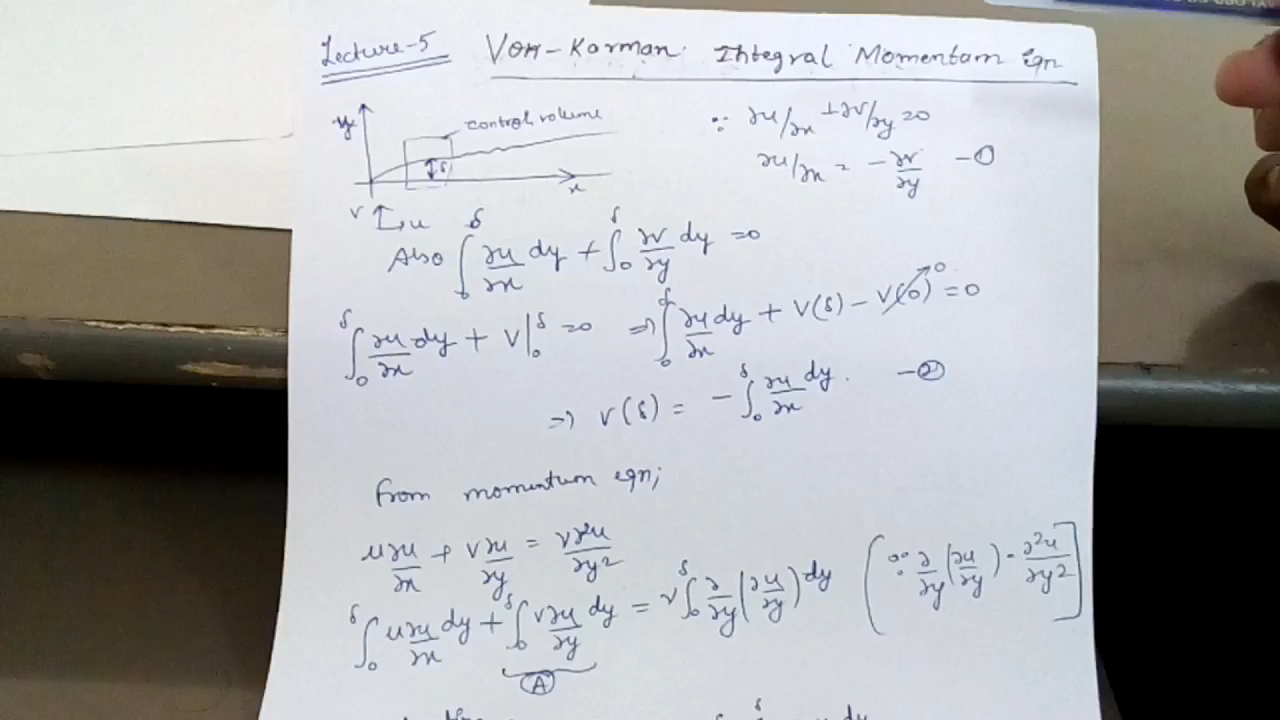 Lecture-5 Von-Karman Integral Momentum Eqn
y control volume
δ
x
v u
∵ ∂u/∂x + ∂v/∂y = 0
∂u/∂x = -∂v/∂y -①
Also ∫₀^δ ∂u/∂x dy + ∫₀^δ ∂v/∂y dy = 0
∫₀^δ ∂u/∂x dy + v|₀^δ = 0 ⇒ ∫₀^δ ∂u/∂x dy + v(δ) - v(0)↗0 = 0
⇒ v(δ) = -∫₀^δ ∂u/∂x dy. -②
from momentum eqn;
u∂u/∂x + v∂u/∂y = ν∂²u/∂y²
∫₀^δ u∂u/∂x dy + ∫₀^δ v∂u/∂y dy = ν∫₀^δ ∂/∂y(∂u/∂y)dy [∵ ∂/∂y(∂u/∂y) = ∂²u/∂y²]
Ⓐ